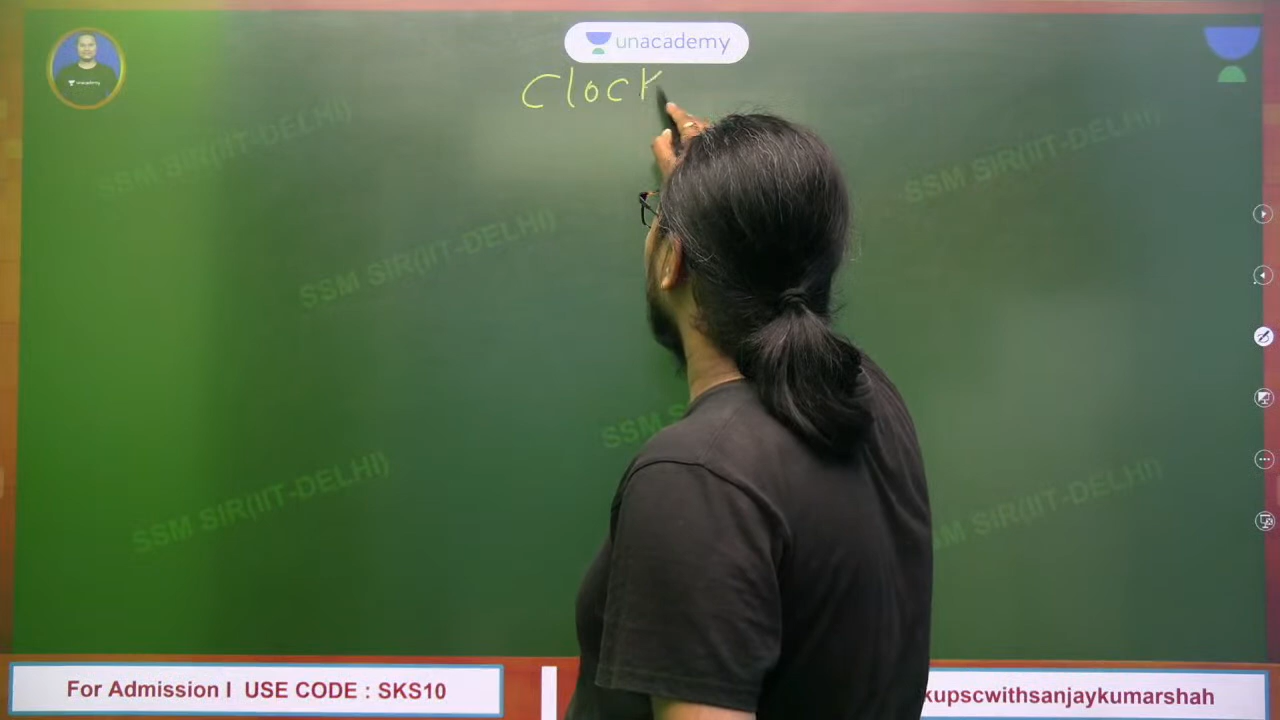 unacademy
Clock
SSM SIR(IIT-DELHI)
SSM SIR(IIT-DELHI)
SSM SIR(IIT-DELHI)
SSM S
SSM SIR(IIT-DELHI)
M SIR(IIT-DELHI)
For Admission I USE CODE : SKS10
kupscwithsanjaykumarshah